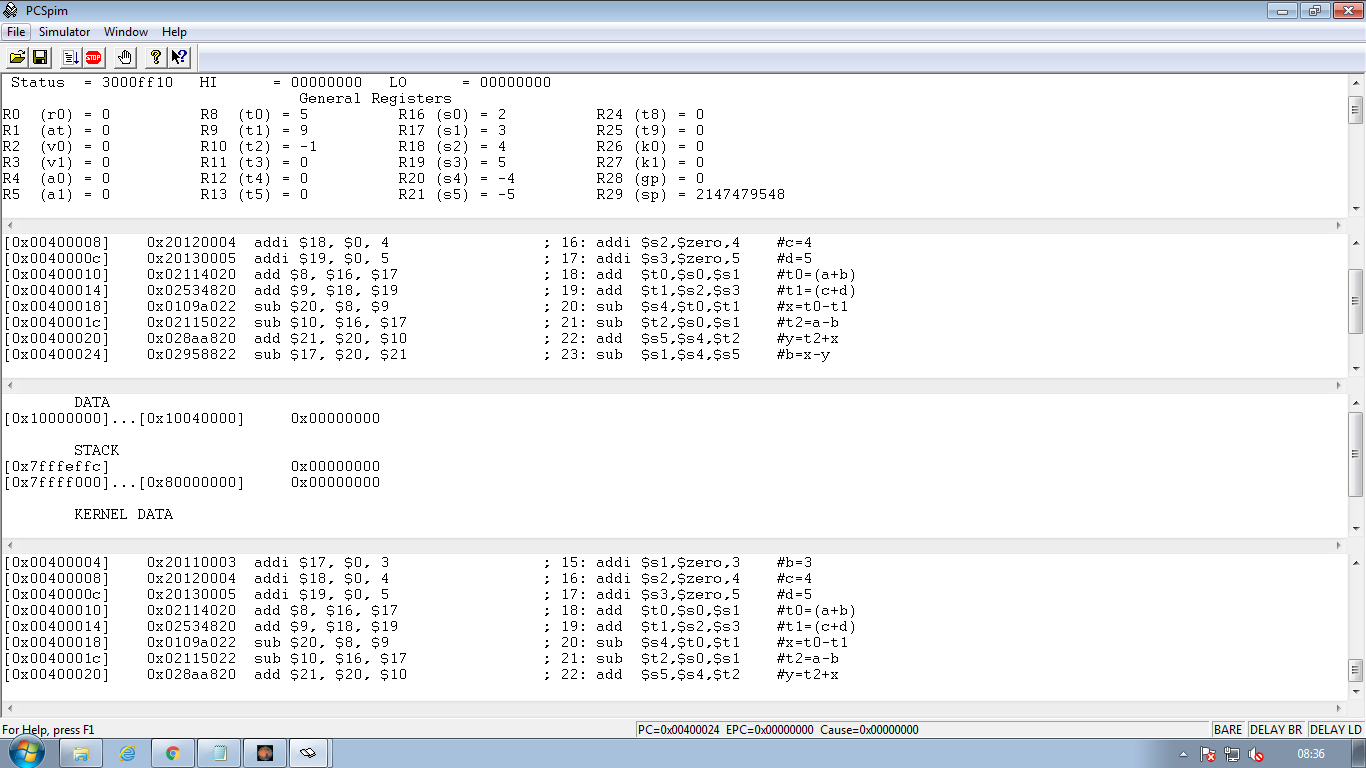 PCSpim
File Simulator Window Help
Status = 3000ff10 HI = 00000000 LO = 00000000
General Registers
R0 (r0) = 0 R8 (t0) = 5 R16 (s0) = 2 R24 (t8) = 0
R1 (at) = 0 R9 (t1) = 9 R17 (s1) = 3 R25 (t9) = 0
R2 (v0) = 0 R10 (t2) = -1 R18 (s2) = 4 R26 (k0) = 0
R3 (v1) = 0 R11 (t3) = 0 R19 (s3) = 5 R27 (k1) = 0
R4 (a0) = 0 R12 (t4) = 0 R20 (s4) = -4 R28 (gp) = 0
R5 (a1) = 0 R13 (t5) = 0 R21 (s5) = -5 R29 (sp) = 2147479548
[0x00400008] 0x20120004 addi $18, $0, 4 ; 16: addi $s2,$zero,4 #c=4
[0x0040000c] 0x20130005 addi $19, $0, 5 ; 17: addi $s3,$zero,5 #d=5
[0x00400010] 0x02114020 add $8, $16, $17 ; 18: add $t0,$s0,$s1 #t0=(a+b)
[0x00400014] 0x02534820 add $9, $18, $19 ; 19: add $t1,$s2,$s3 #t1=(c+d)
[0x00400018] 0x0109a022 sub $20, $8, $9 ; 20: sub $s4,$t0,$t1 #x=t0-t1
[0x0040001c] 0x02115022 sub $10, $16, $17 ; 21: sub $t2,$s0,$s1 #t2=a-b
[0x00400020] 0x028aa820 add $21, $20, $10 ; 22: add $s5,$s4,$t2 #y=t2+x
[0x00400024] 0x02958822 sub $17, $20, $21 ; 23: sub $s1,$s4,$s5 #b=x-y
DATA
[0x10000000]...[0x10040000] 0x00000000
STACK
[0x7fffeffc] 0x00000000
[0x7ffff000]...[0x80000000] 0x00000000
KERNEL DATA
[0x00400004] 0x20110003 addi $17, $0, 3 ; 15: addi $s1,$zero,3 #b=3
[0x00400008] 0x20120004 addi $18, $0, 4 ; 16: addi $s2,$zero,4 #c=4
[0x0040000c] 0x20130005 addi $19, $0, 5 ; 17: addi $s3,$zero,5 #d=5
[0x00400010] 0x02114020 add $8, $16, $17 ; 18: add $t0,$s0,$s1 #t0=(a+b)
[0x00400014] 0x02534820 add $9, $18, $19 ; 19: add $t1,$s2,$s3 #t1=(c+d)
[0x00400018] 0x0109a022 sub $20, $8, $9 ; 20: sub $s4,$t0,$t1 #x=t0-t1
[0x0040001c] 0x02115022 sub $10, $16, $17 ; 21: sub $t2,$s0,$s1 #t2=a-b
[0x00400020] 0x028aa820 add $21, $20, $10 ; 22: add $s5,$s4,$t2 #y=t2+x
For Help, press F1 PC=0x00400024 EPC=0x00000000 Cause=0x00000000 BARE DELAY BR DELAY LD
08:36